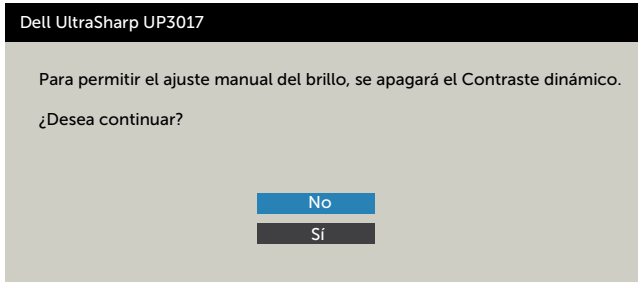 Dell UltraSharp UP3017
Para permitir el ajuste manual del brillo, se apagará el Contraste dinámico.
¿Desea continuar?
No
Sí